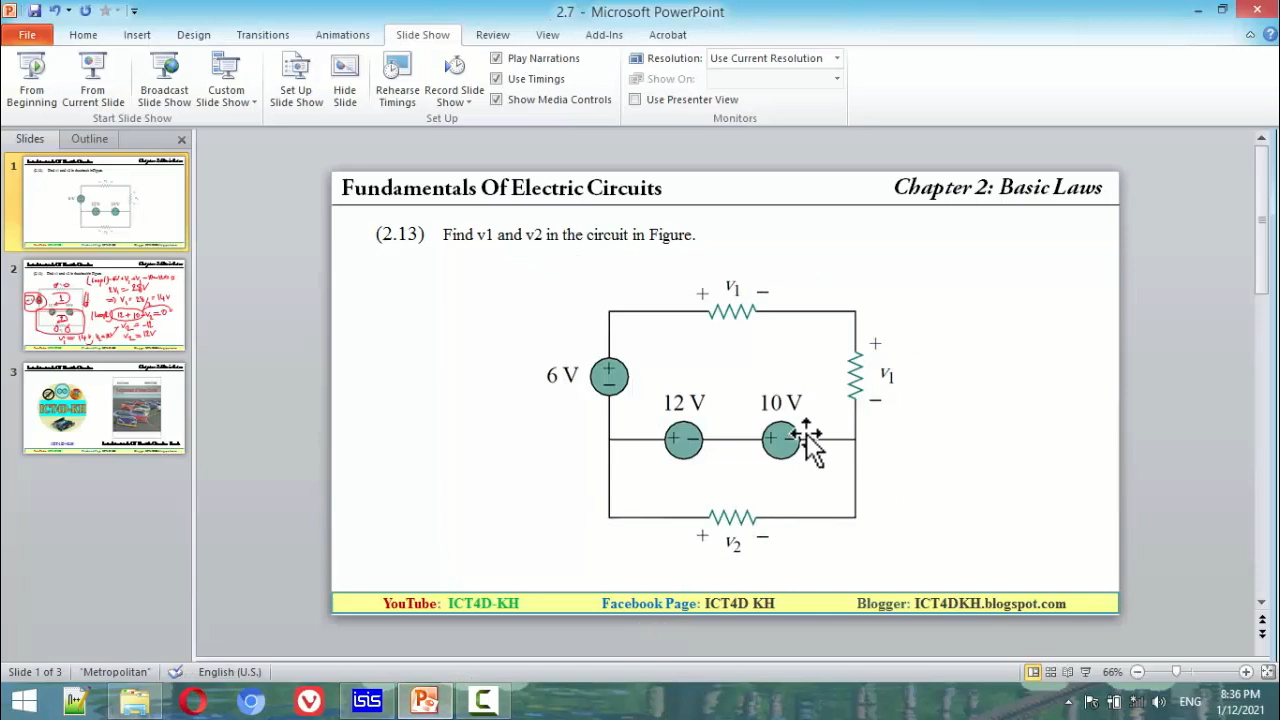 2.7 - Microsoft PowerPoint
File Home Insert Design Transitions Animations Slide Show Review View Add-Ins Acrobat
From Beginning
From Current Slide
Broadcast Slide Show
Custom Slide Show
Start Slide Show
Set Up Slide Show
Hide Slide
Rehearse Timings
Record Slide Show
Play Narrations
Use Timings
Show Media Controls
Set Up
Resolution: Use Current Resolution
Show On:
Use Presenter View
Monitors
Slides Outline
1
2
3
Fundamentals Of Electric Circuits
Chapter 2: Basic Laws
(2.13) Find v1 and v2 in the circuit in Figure.
+ v1 −
6 V
+
−
+
v1
−
12 V
10 V
+ −
+ −
+ v2 −
YouTube: ICT4D-KH Facebook Page: ICT4D KH Blogger: ICT4DKH.blogspot.com
Slide 1 of 3 "Metropolitan" English (U.S.) 66%
isis
ENG
8:36 PM
1/12/2021